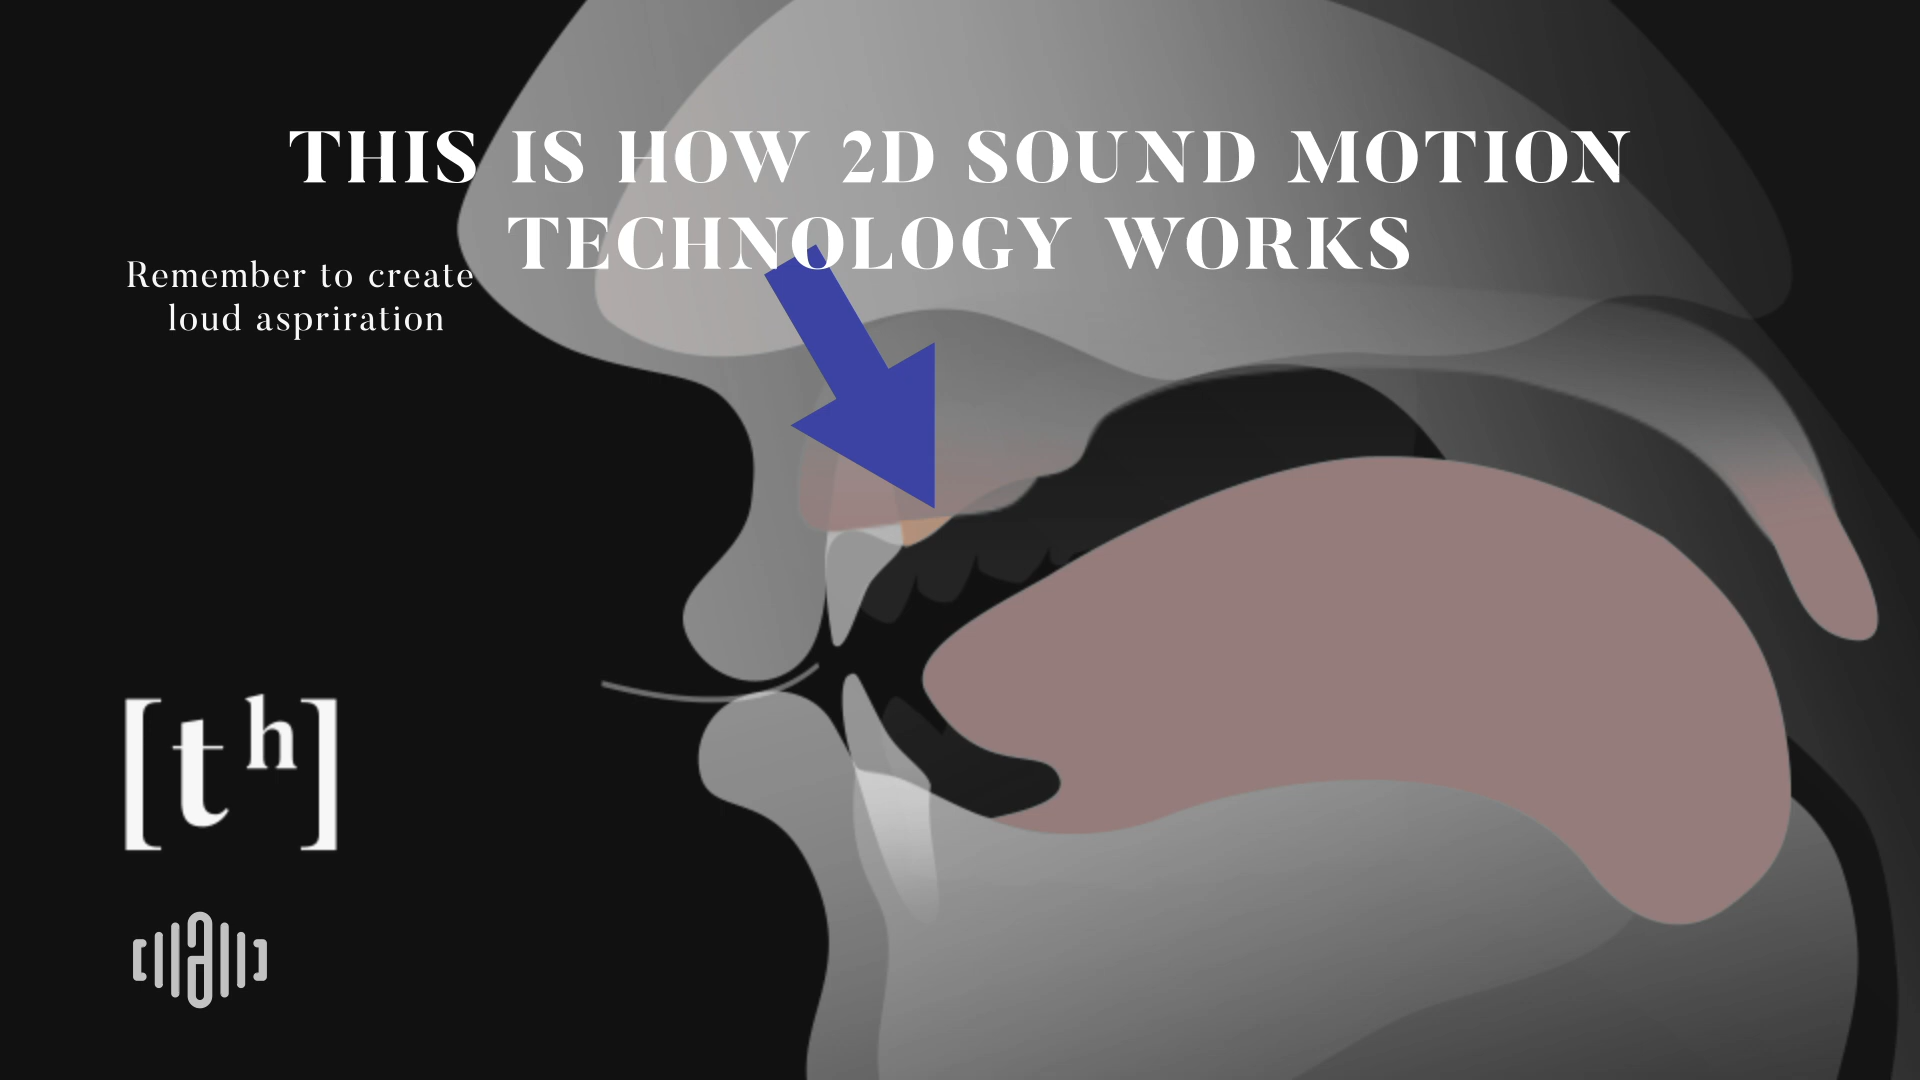 THIS IS HOW 2D SOUND MOTION
TECHNOLOGY WORKS
Remember to create
loud aspriration
[tʰ]